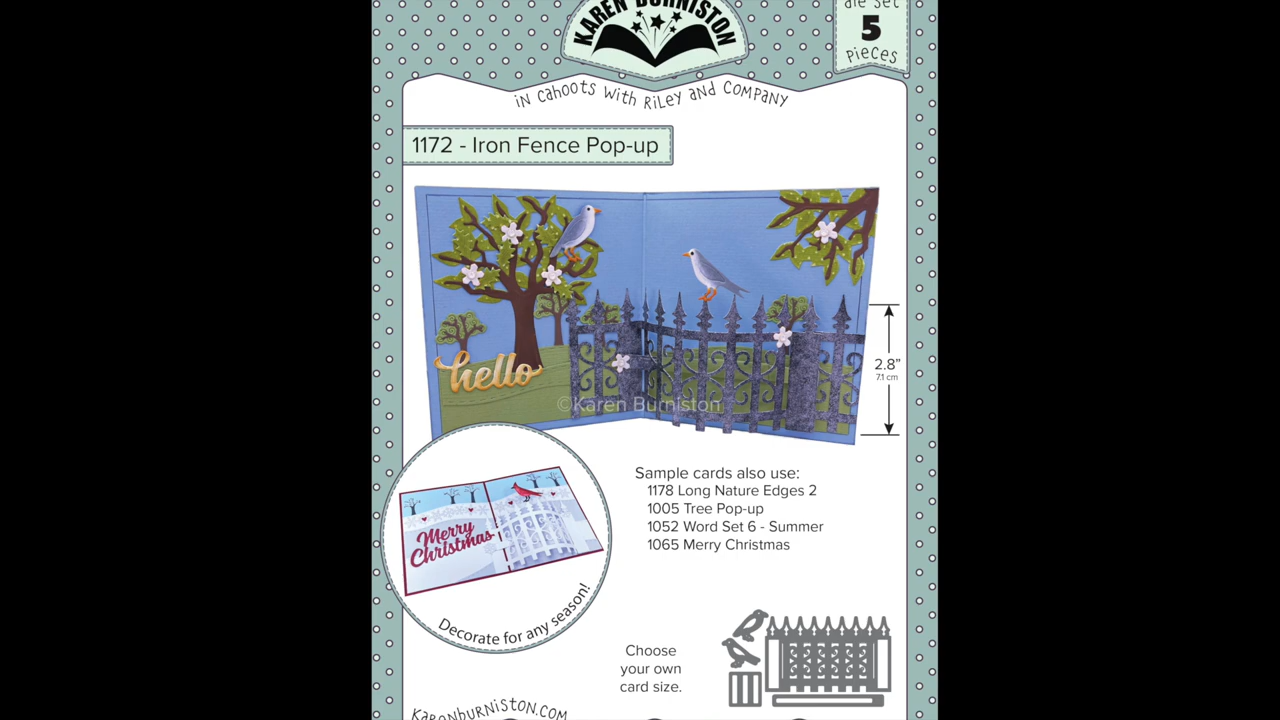 KAREN BURNISTON
die set
5
pieces
in cahoots with Riley and Company
1172 - Iron Fence Pop-up
hello
©Karen Burniston
2.8”
7.1 cm
Sample cards also use:
1178 Long Nature Edges 2
1005 Tree Pop-up
1052 Word Set 6 - Summer
1065 Merry Christmas
Merry
Christmas
Decorate for any season!
Choose
your own
card size.
KARENBURNISTON.COM